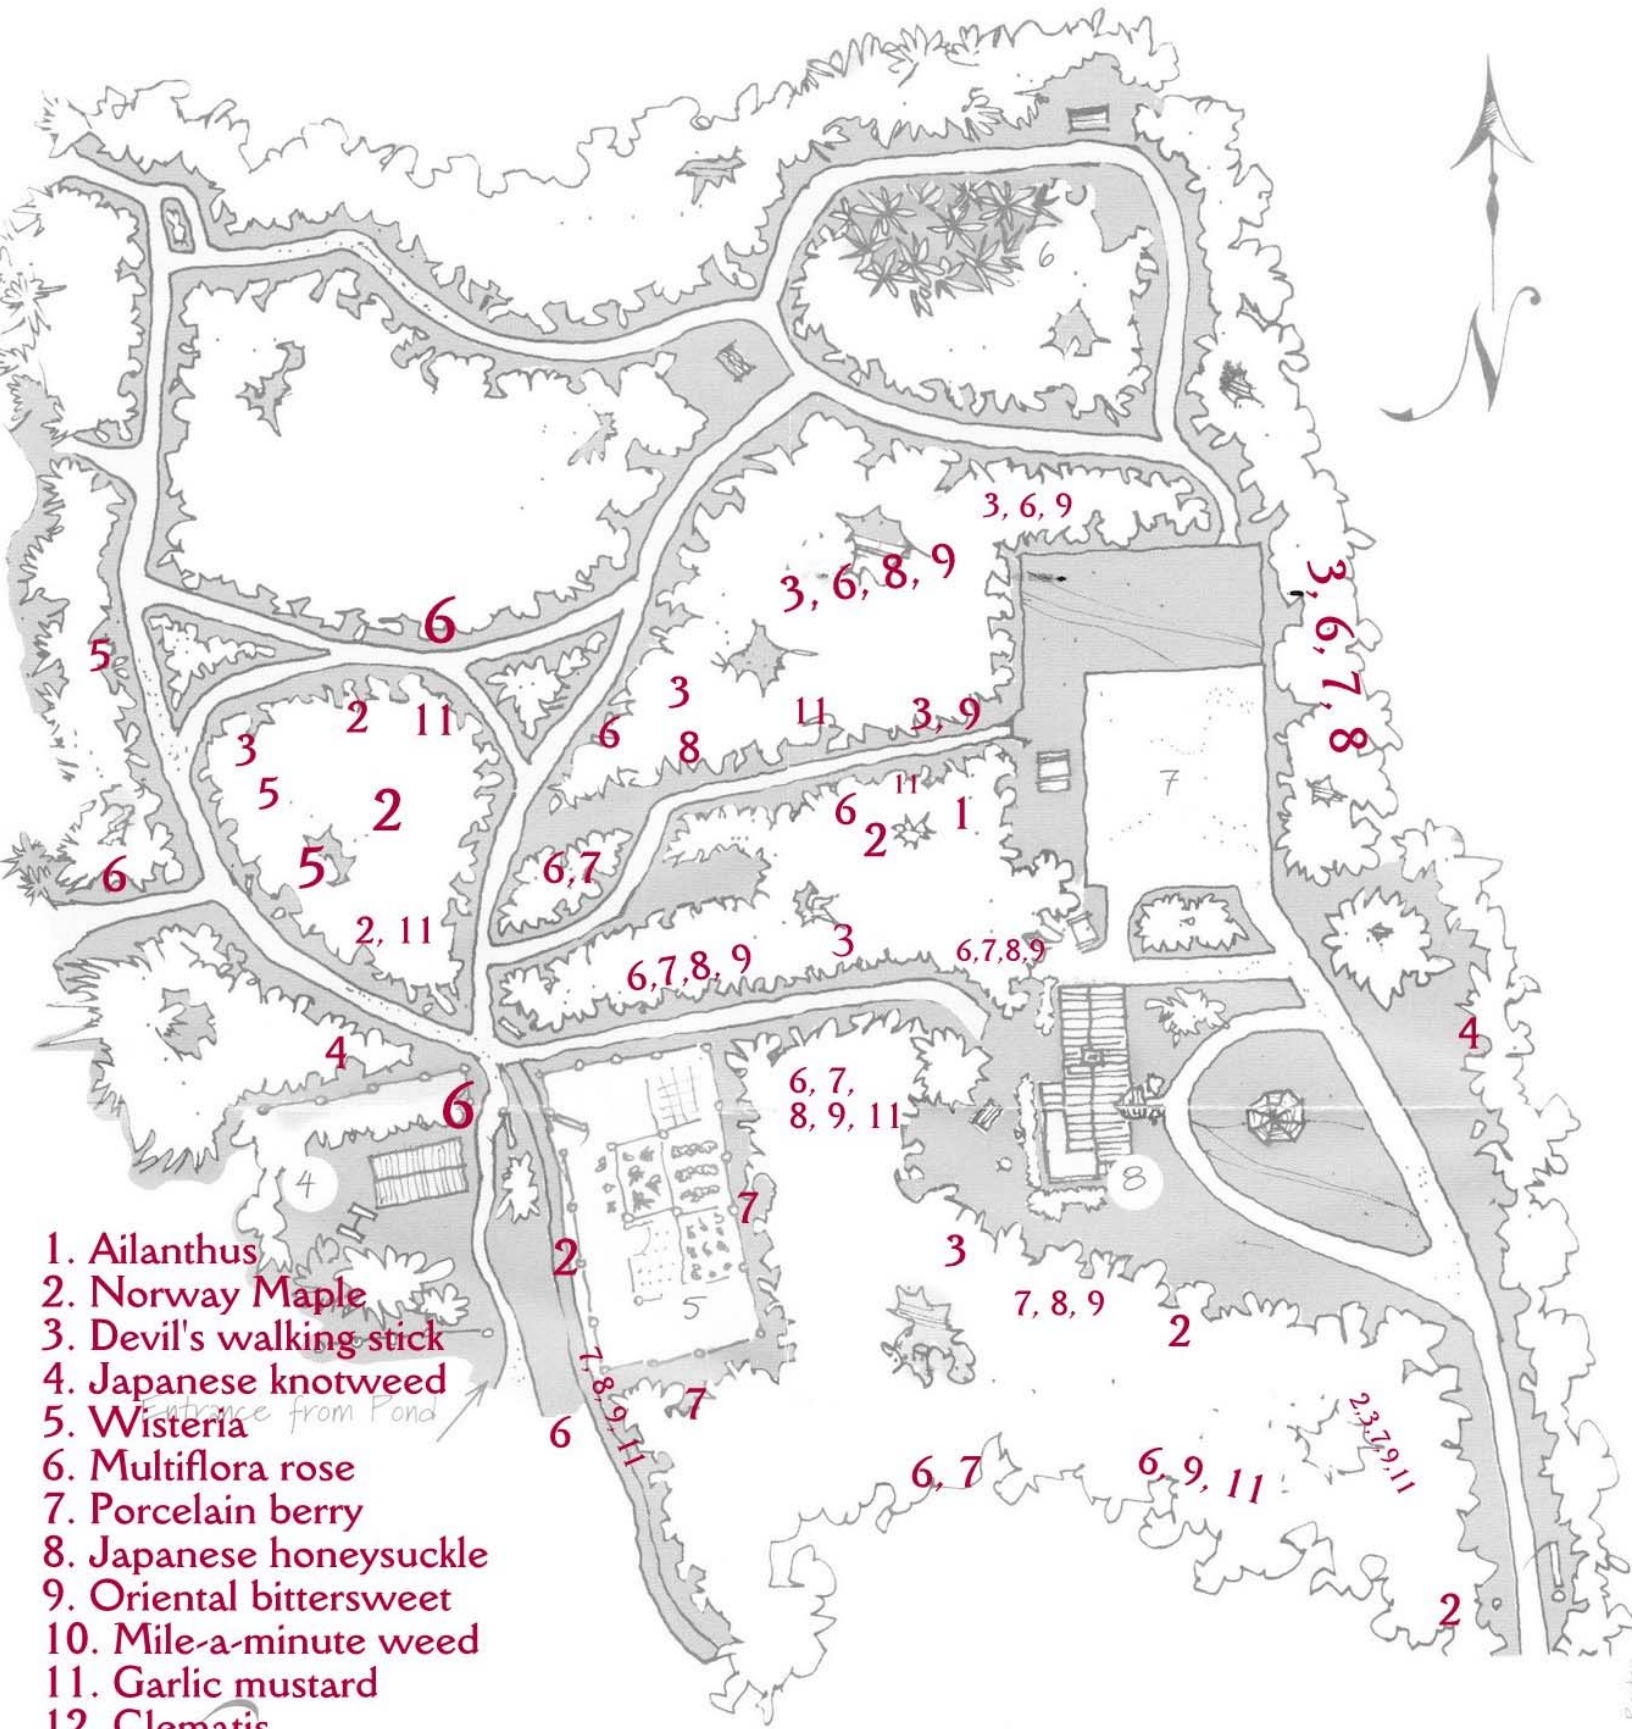 6
3, 6, 9
3, 6, 8, 9
3, 6, 7, 8
6
5
3
2
11
6
11
3, 9
3
8
5
2
7
11
6
2
1
5
6,7
6
2, 11
3
6,7,8,9
6,7,8, 9
4
4
6
6, 7,
8, 9, 11
4
8
7
2
3
5
7, 8, 9
2
7, 8, 9, 11
7
6
6, 7
6, 9, 11
2,3,7,9,11
2
N
1. Ailanthus
2. Norway Maple
3. Devil's walking stick
4. Japanese knotweed
Entrance from Pond
5. Wisteria
6. Multiflora rose
7. Porcelain berry
8. Japanese honeysuckle
9. Oriental bittersweet
10. Mile-a-minute weed
11. Garlic mustard
12. Clematis